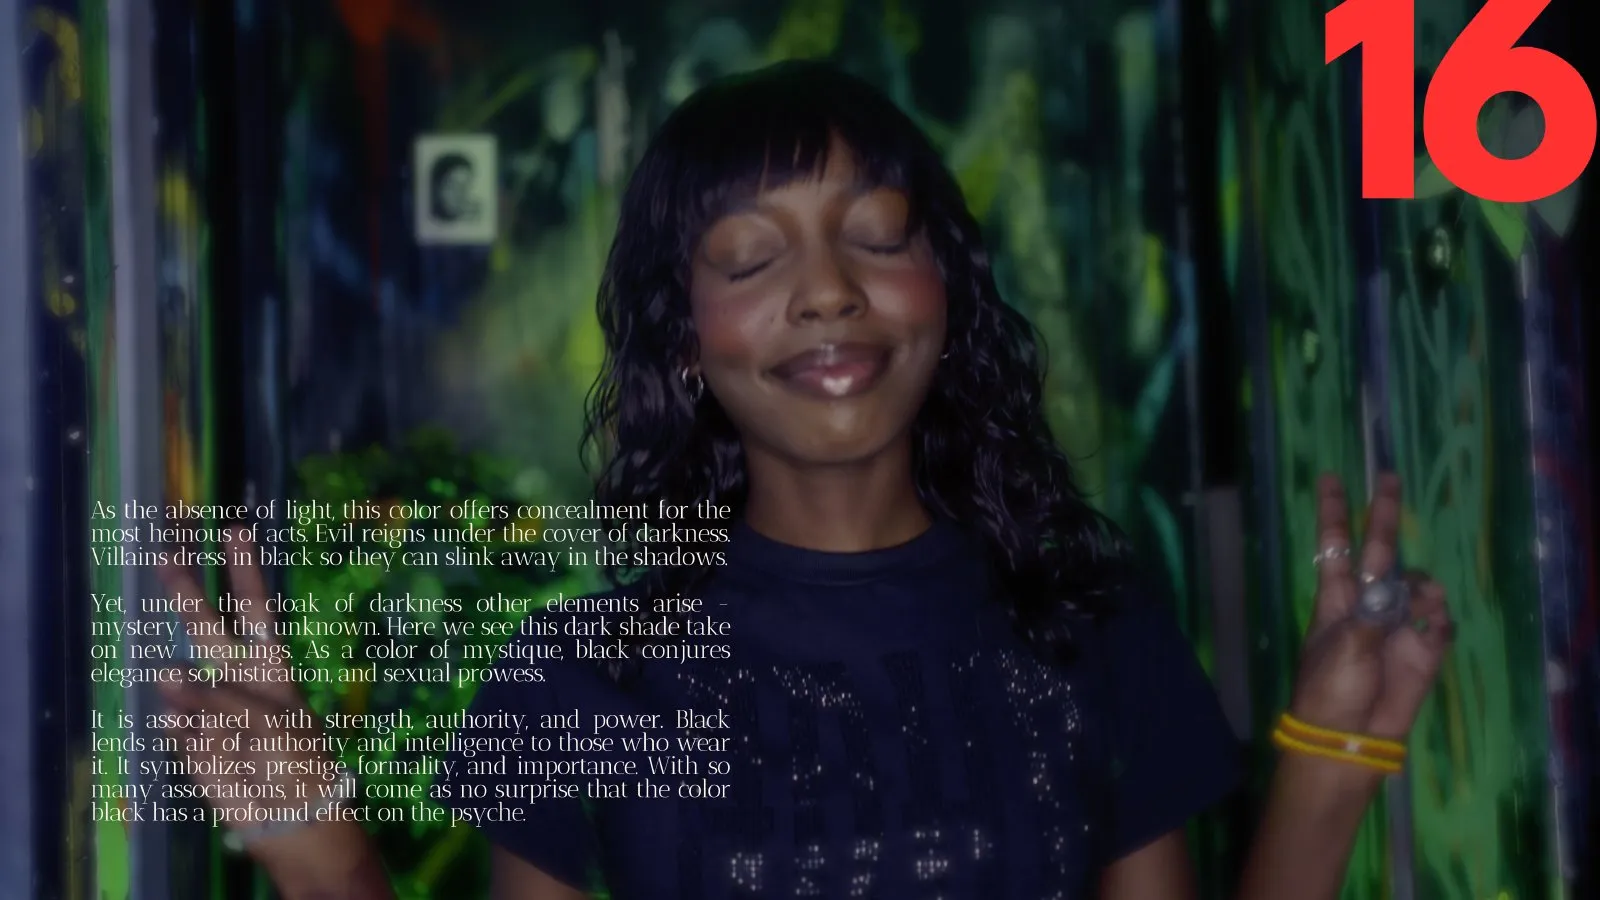 16
As the absence of light, this color offers concealment for the
most heinous of acts. Evil reigns under the cover of darkness.
Villains dress in black so they can slink away in the shadows.
Yet, under the cloak of darkness other elements arise -
mystery and the unknown. Here we see this dark shade take
on new meanings. As a color of mystique, black conjures
elegance, sophistication, and sexual prowess.
It is associated with strength, authority, and power. Black
lends an air of authority and intelligence to those who wear
it. It symbolizes prestige, formality, and importance. With so
many associations, it will come as no surprise that the color
black has a profound effect on the psyche.